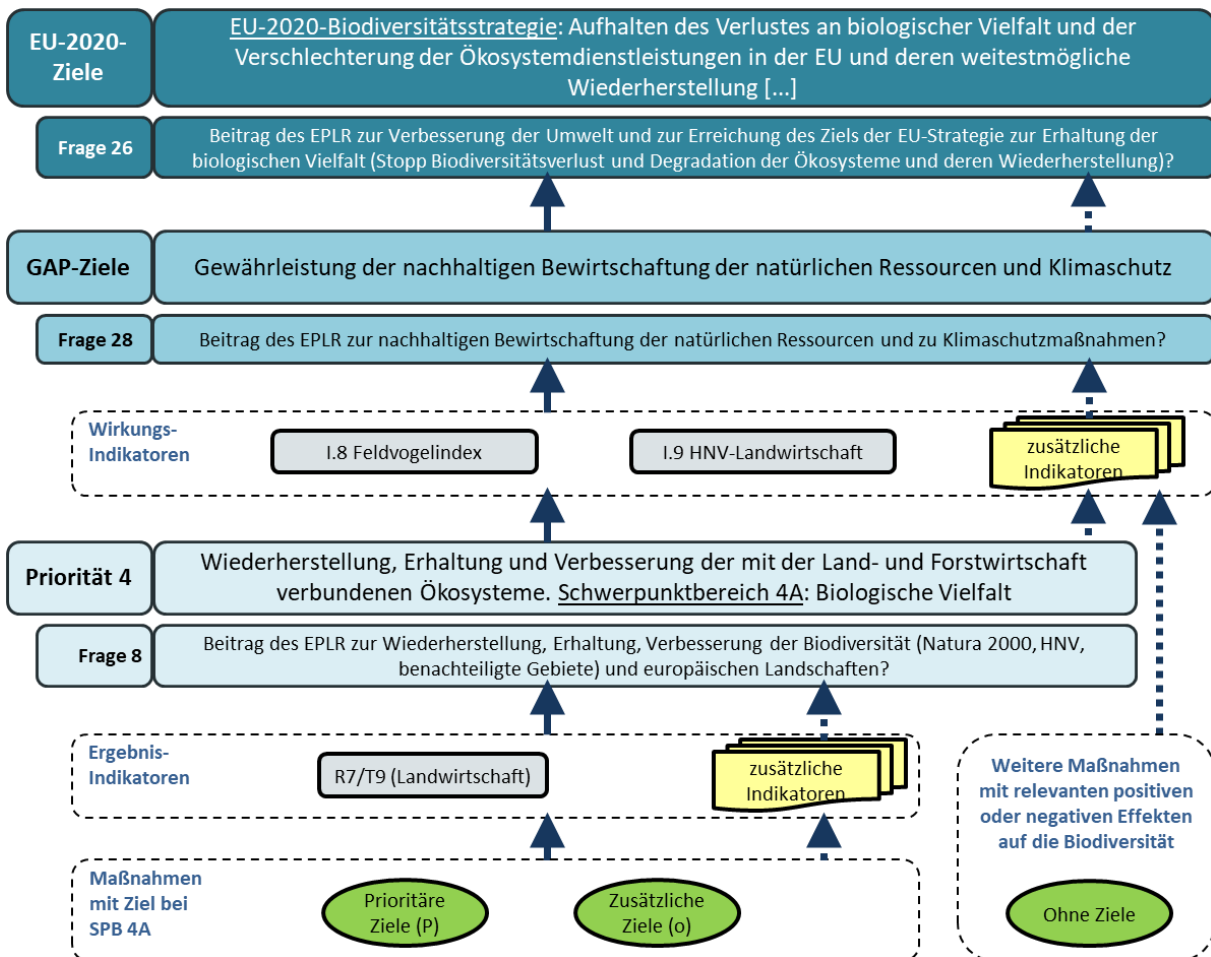 EU-2020-
Ziele
EU-2020-Biodiversitätsstrategie: Aufhalten des Verlustes an biologischer Vielfalt und der
Verschlechterung der Ökosystemdienstleistungen in der EU und deren weitestmögliche
Wiederherstellung [...]
Frage 26
Beitrag des EPLR zur Verbesserung der Umwelt und zur Erreichung des Ziels der EU-Strategie zur Erhaltung der
biologischen Vielfalt (Stopp Biodiversitätsverlust und Degradation der Ökosysteme und deren Wiederherstellung)?
GAP-Ziele
Gewährleistung der nachhaltigen Bewirtschaftung der natürlichen Ressourcen und Klimaschutz
Frage 28
Beitrag des EPLR zur nachhaltigen Bewirtschaftung der natürlichen Ressourcen und zu Klimaschutzmaßnahmen?
Wirkungs-
Indikatoren
I.8 Feldvogelindex
I.9 HNV-Landwirtschaft
zusätzliche
Indikatoren
Priorität 4
Wiederherstellung, Erhaltung und Verbesserung der mit der Land- und Forstwirtschaft
verbundenen Ökosysteme. Schwerpunktbereich 4A: Biologische Vielfalt
Frage 8
Beitrag des EPLR zur Wiederherstellung, Erhaltung, Verbesserung der Biodiversität (Natura 2000, HNV,
benachteiligte Gebiete) und europäischen Landschaften?
Ergebnis-
Indikatoren
R7/T9 (Landwirtschaft)
zusätzliche
Indikatoren
Weitere Maßnahmen
mit relevanten positiven
oder negativen Effekten
auf die Biodiversität
Maßnahmen
mit Ziel bei
SPB 4A
Prioritäre
Ziele (P)
Zusätzliche
Ziele (o)
Ohne Ziele